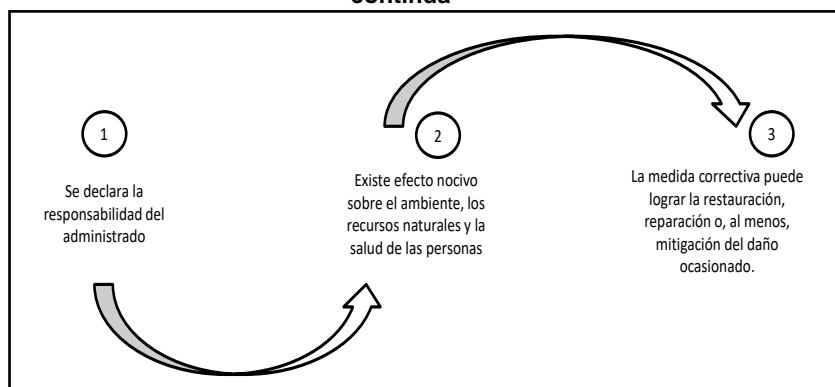 continúa
1
Se declara la
responsabilidad del
administrado
2
Existe efecto nocivo
sobre el ambiente, los
recursos naturales y la
salud de las personas
3
La medida correctiva puede
lograr la restauración,
reparación o, al menos,
mitigación del daño
ocasionado.